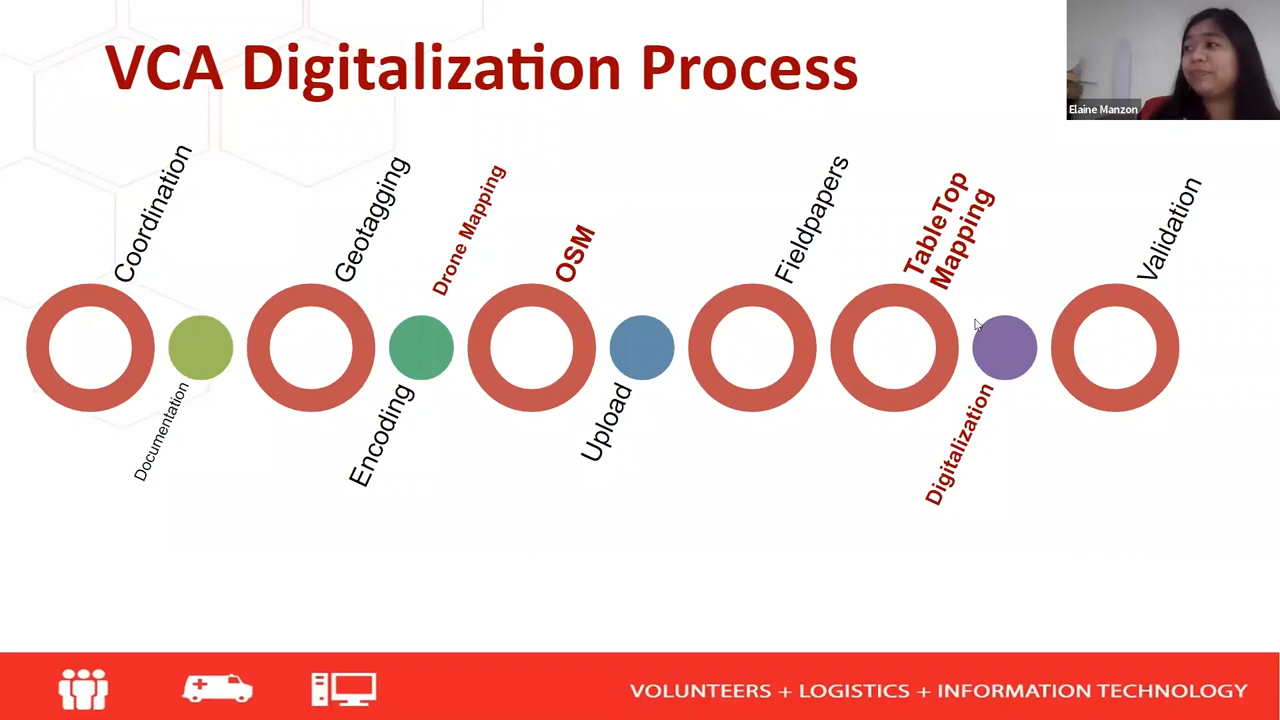 VCA Digitalization Process
Elaine Manzon
Coordination
Documentation
Geotagging
Drone Mapping
Encoding
OSM
Upload
Fieldpapers
TableTop
Mapping
Digitalization
Validation
VOLUNTEERS + LOGISTICS + INFORMATION TECHNOLOGY